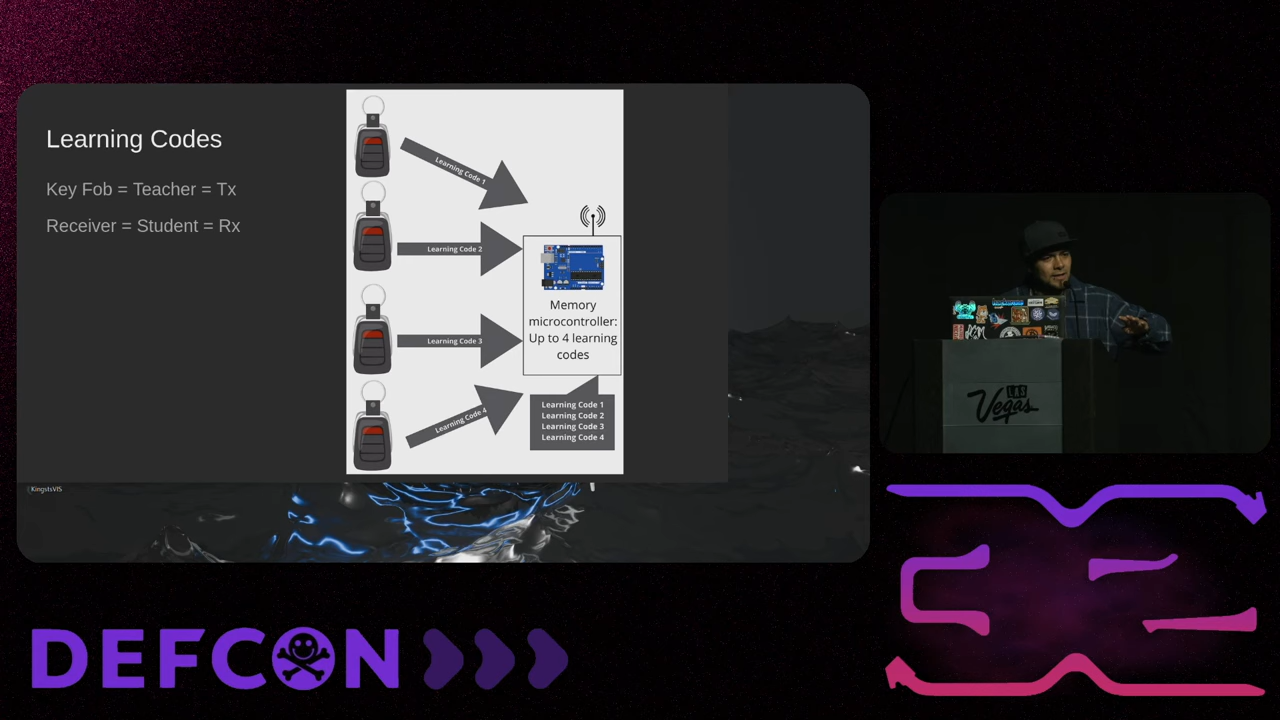 Learning Codes
Key Fob = Teacher = Tx
Receiver = Student = Rx
Learning Code 1
Learning Code 2
Learning Code 3
Learning Code 4
Memory
microcontroller:
Up to 4 learning
codes
Learning Code 1
Learning Code 2
Learning Code 3
Learning Code 4
KingstsVIS
LAS
Vegas
DEFCON